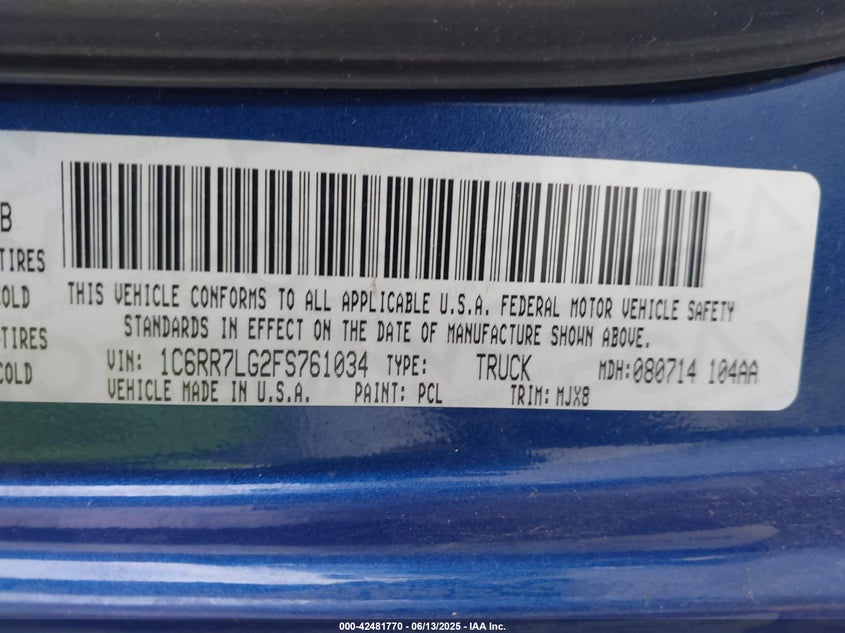 B
TIRES
COLD
TIRES
COLD
THIS VEHICLE CONFORMS TO ALL APPLICABLE U.S.A. FEDERAL MOTOR VEHICLE SAFETY
STANDARDS IN EFFECT ON THE DATE OF MANUFACTURE SHOWN ABOVE.
VIN: 1C6RR7LG2FS761034 TYPE: TRUCK MDH:080714 104AA
VEHICLE MADE IN U.S.A. PAINT: PCL TRIM: MJX8
000-42481770 - 06/13/2025 - IAA Inc.